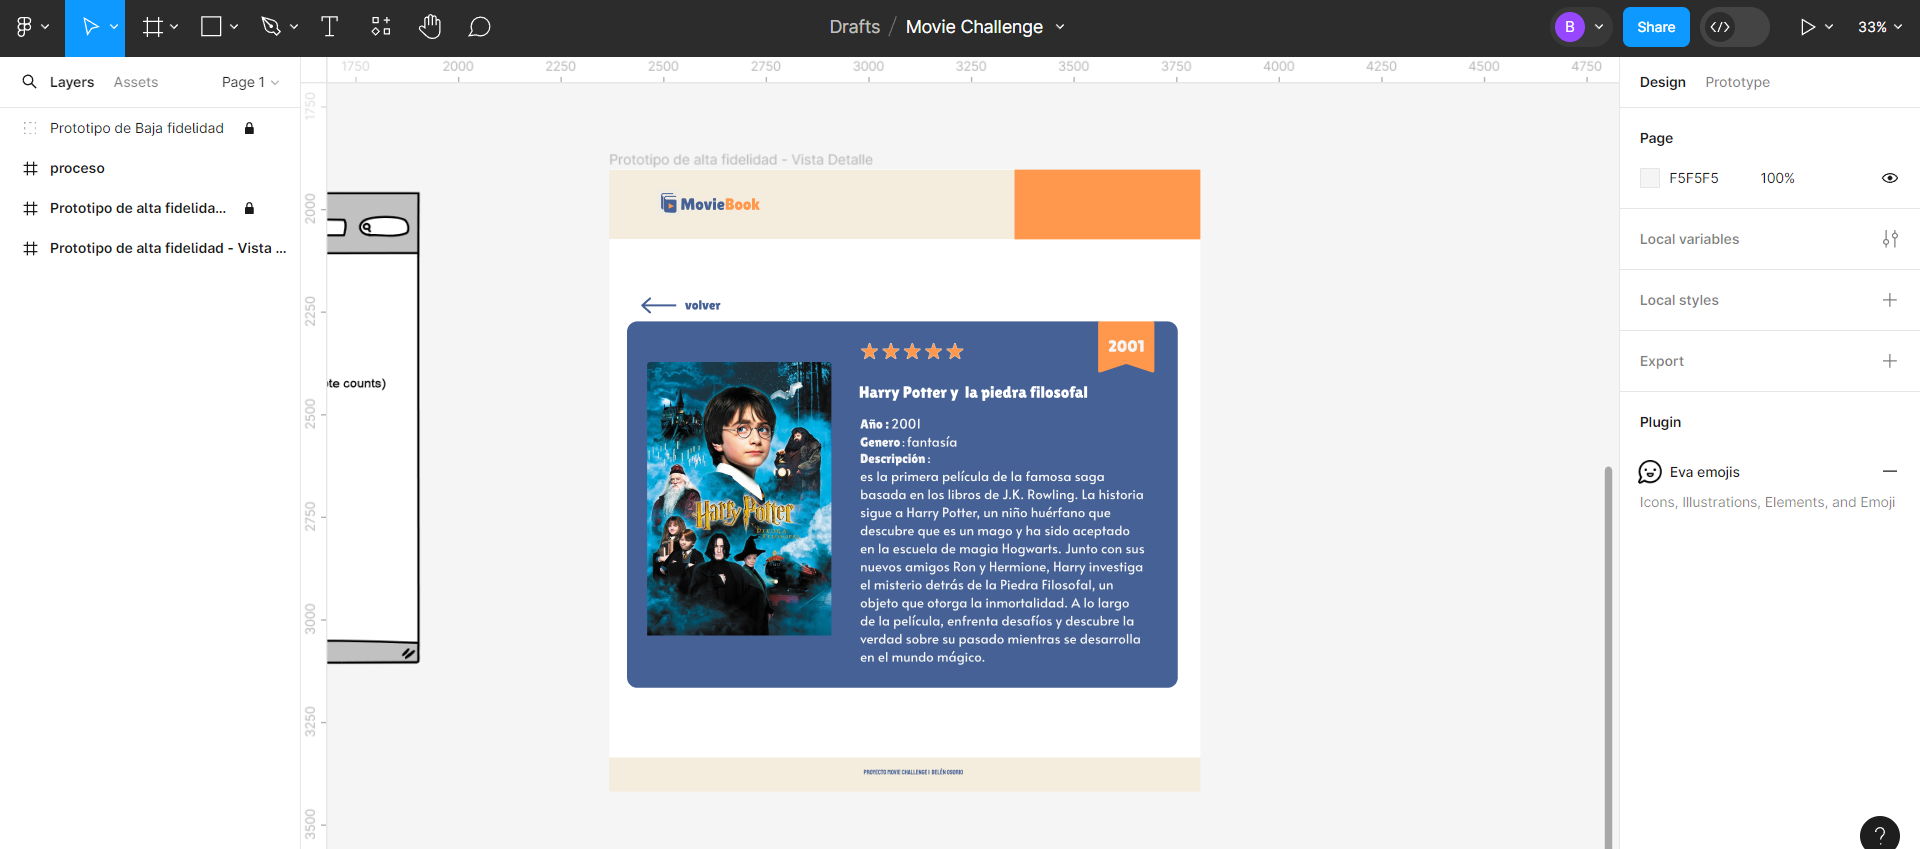 Drafts / Movie Challenge
B
Share
33%
Layers
Assets
Page 1
Prototipo de Baja fidelidad
proceso
Prototipo de alta fidelida...
Prototipo de alta fidelidad - Vista ...
1750 2000 2250 2500 2750 3000 3250 3500 3750 4000 4250 4500 4750
1750
2000
2250
2500
2750
3000
3250
3500
te counts)
Prototipo de alta fidelidad - Vista Detalle
MovieBook
volver
2001
Harry Potter y la piedra filosofal
Año : 2001
Genero : fantasía
Descripción :
es la primera película de la famosa saga
basada en los libros de J.K. Rowling. La historia
sigue a Harry Potter, un niño huérfano que
descubre que es un mago y ha sido aceptado
en la escuela de magia Hogwarts. Junto con sus
nuevos amigos Ron y Hermione, Harry investiga
el misterio detrás de la Piedra Filosofal, un
objeto que otorga la inmortalidad. A lo largo
de la película, enfrenta desafíos y descubre la
verdad sobre su pasado mientras se desarrolla
en el mundo mágico.
Harry Potter
PROYECTO MOVIE CHALLENGE | BELÉN OSORIO
Design
Prototype
Page
F5F5F5 100%
Local variables
Local styles
Export
Plugin
Eva emojis
Icons, Illustrations, Elements, and Emoji
?